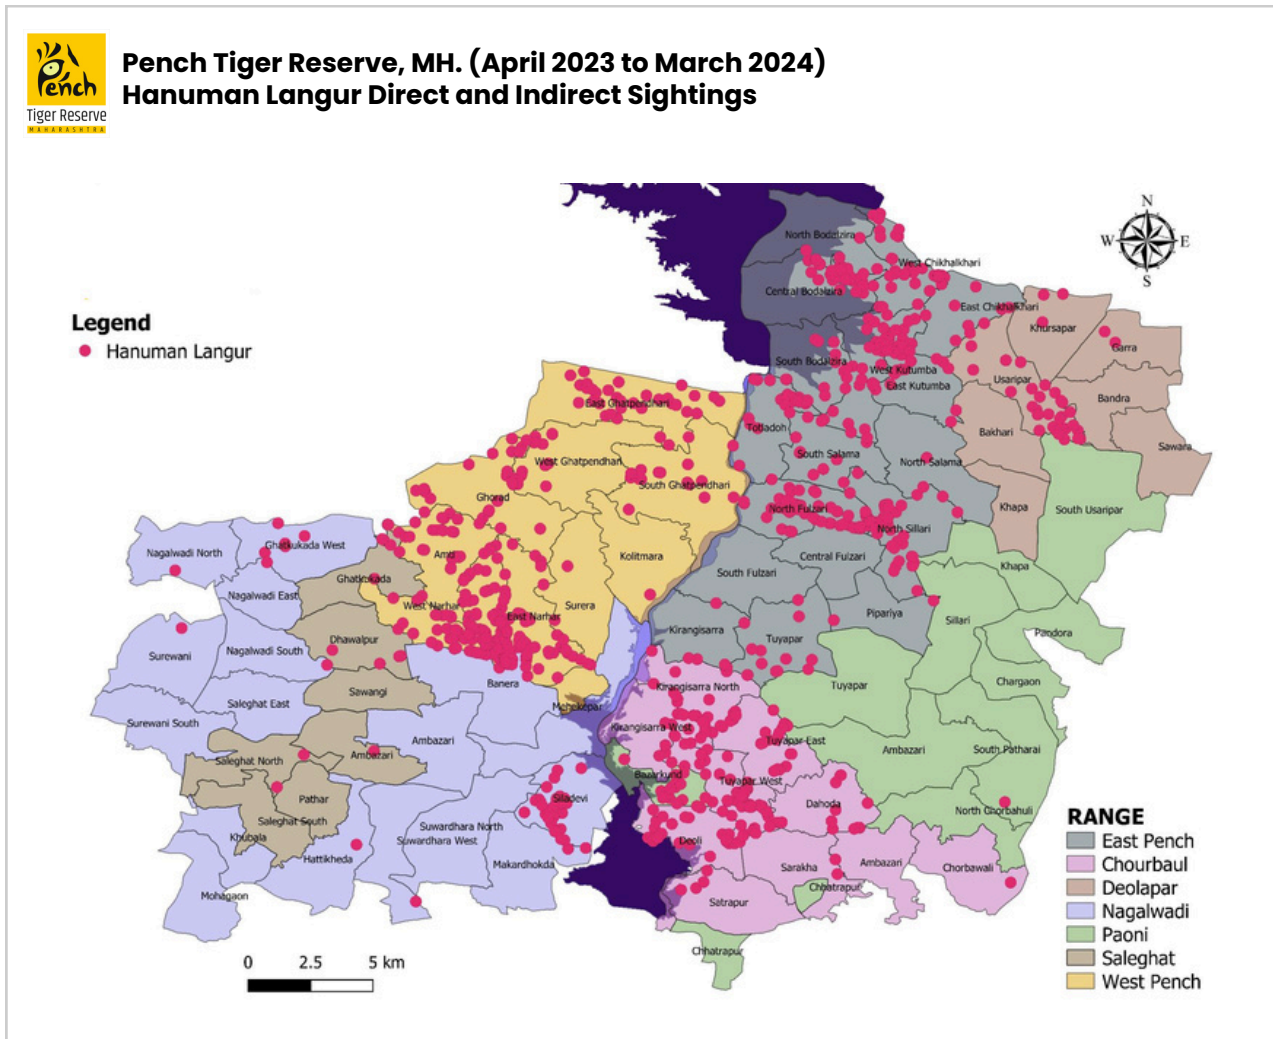 Pench
Tiger Reserve
MAHARASHTRA
Pench Tiger Reserve, MH. (April 2023 to March 2024)
Hanuman Langur Direct and Indirect Sightings
Legend
Hanuman Langur
N
W
E
S
North Bodalzira
West Chikhalkhari
Central Bodalzira
East Chikhalkhari
Khursapar
Garra
South Bodalzira
West Kutumba
East Kutumba
Usaripar
Bandra
East Ghatpendhari
Totladoh
Bakhari
Sawara
West Ghatpendhari
South Salama
North Salama
South Ghatpendhari
Ghorad
North Fulzari
Khapa
South Usaripar
North Sillari
Ghatkukada West
Nagalwadi North
Amti
Kolitmara
Central Fulzari
Khapa
South Fulzari
Ghatkukada
Nagalwadi East
West Narhar
East Narhar
Surera
Pipariya
Sillari
Kirangisarra
Tuyapar
Pandora
Dhawalpur
Nagalwadi South
Surewani
Banera
Kirangisarra North
Tuyapar
Chargaon
Sawangi
Saleghat East
Mehekepar
Surewani South
Kirangisarra West
Ambazari
Tuyapar East
Ambazari
South Patharai
Ambazari
Saleghat North
Bazarkund
Tuyapar West
Pathar
Siladevi
Dahoda
North Ghorbahuli
Saleghat South
Suwardhara North
Khubala
Suwardhara West
Deoli
Hattikheda
Makardhokda
Sarakha
Ambazari
Chorbawali
Chhatrapur
Mohagaon
Satrapur
Chhatrapur
0 2.5 5 km
RANGE
East Pench
Chourbaul
Deolapar
Nagalwadi
Paoni
Saleghat
West Pench